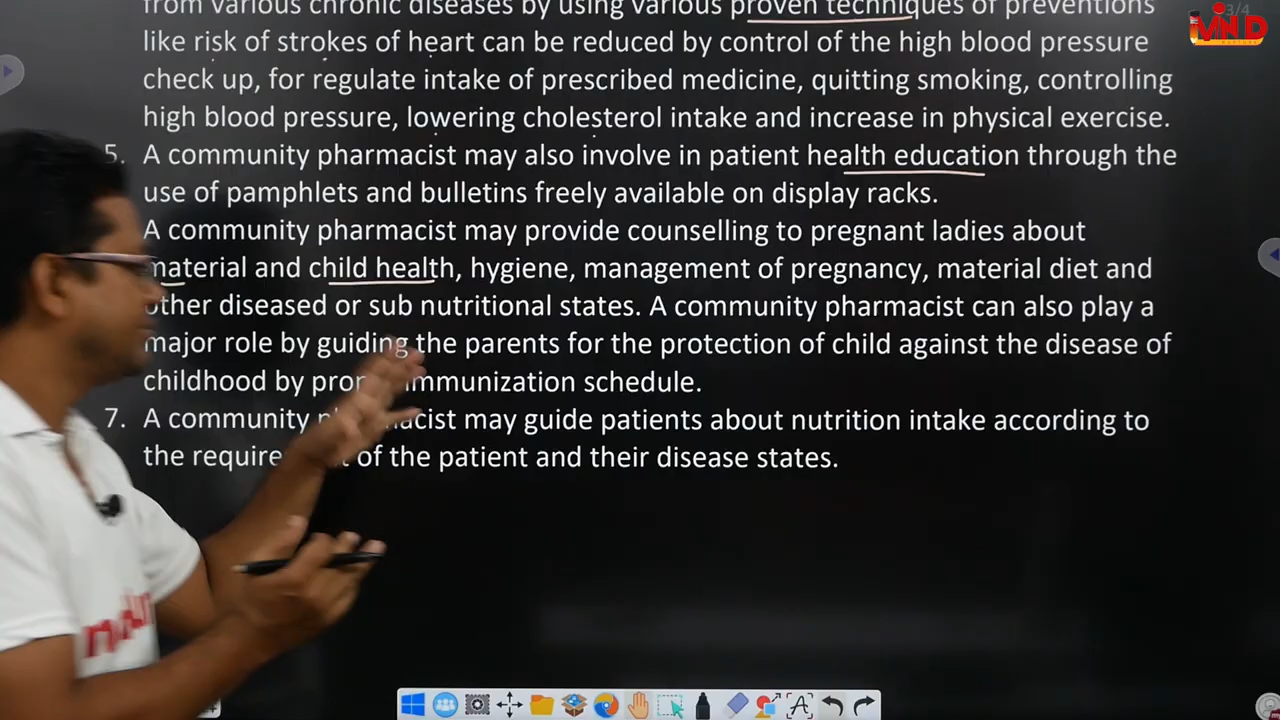 from various chronic diseases by using various proven techniques of preventions
like risk of strokes of heart can be reduced by control of the high blood pressure
check up, for regulate intake of prescribed medicine, quitting smoking, controlling
high blood pressure, lowering cholesterol intake and increase in physical exercise.
5. A community pharmacist may also involve in patient health education through the
use of pamphlets and bulletins freely available on display racks.
A community pharmacist may provide counselling to pregnant ladies about
material and child health, hygiene, management of pregnancy, material diet and
other diseased or sub nutritional states. A community pharmacist can also play a
major role by guiding the parents for the protection of child against the disease of
childhood by immunization schedule.
7. A community may guide patients about nutrition intake according to
the of the patient and their disease states.
3/4